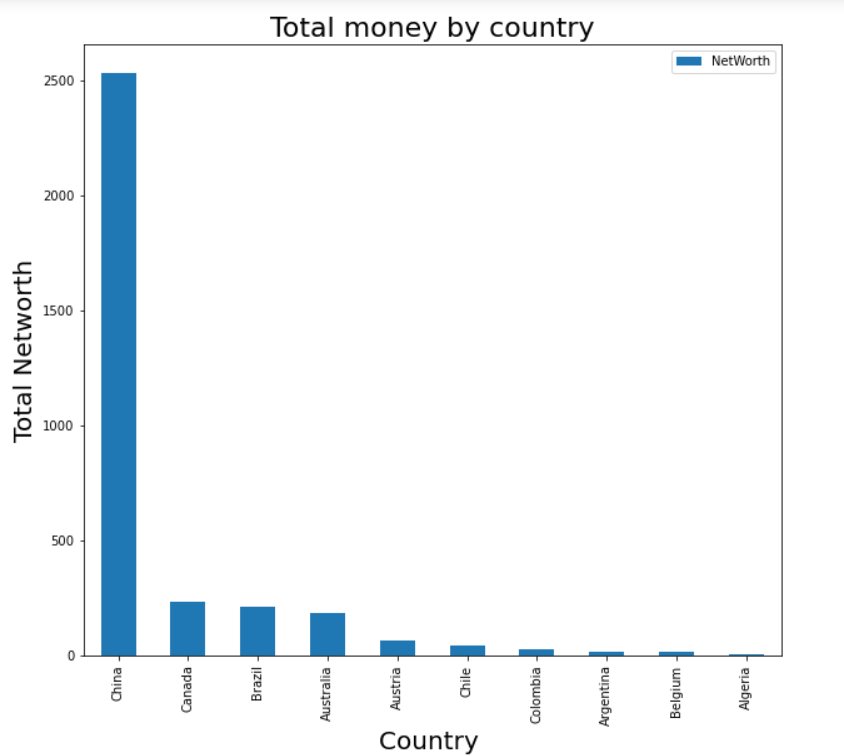 Total money by country
NetWorth
Total Networth
2500
2000
1500
1000
500
0
China
Canada
Brazil
Australia
Austria
Chile
Colombia
Argentina
Belgium
Algeria
Country